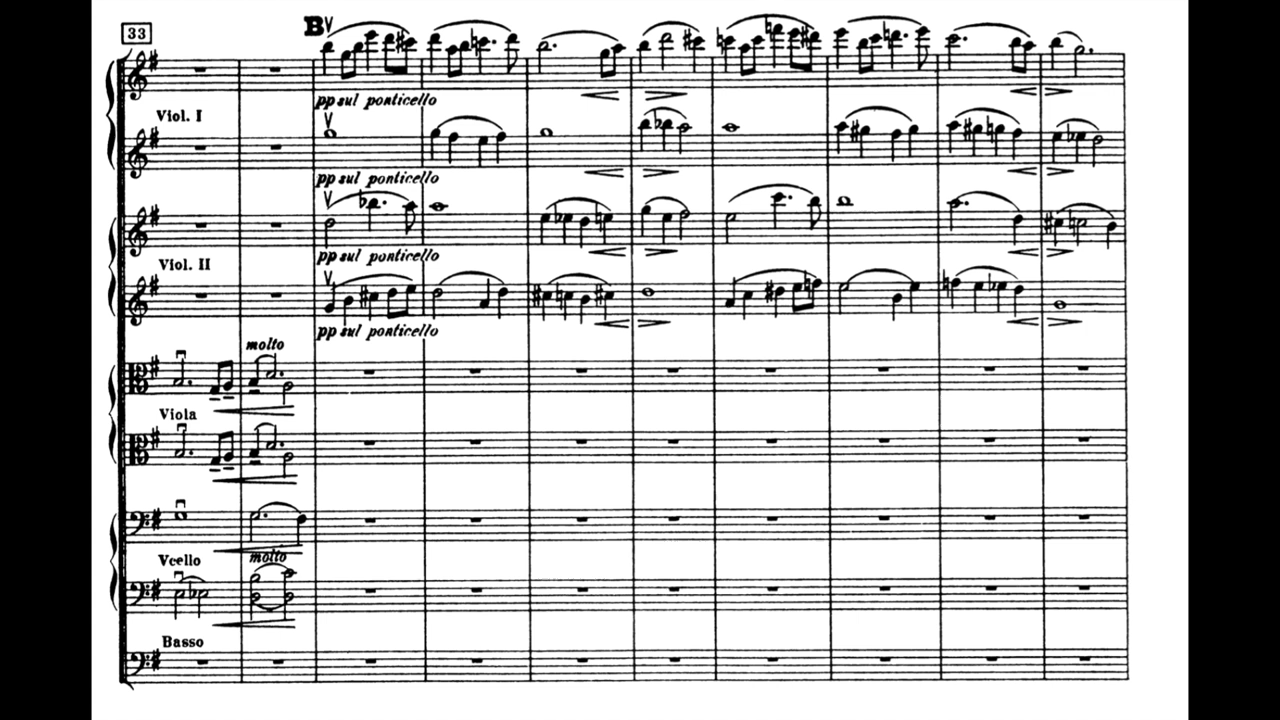 33
B
pp sul ponticello
Viol. I
pp sul ponticello
pp sul ponticello
Viol. II
pp sul ponticello
molto
Viola
molto
Vcello
Basso